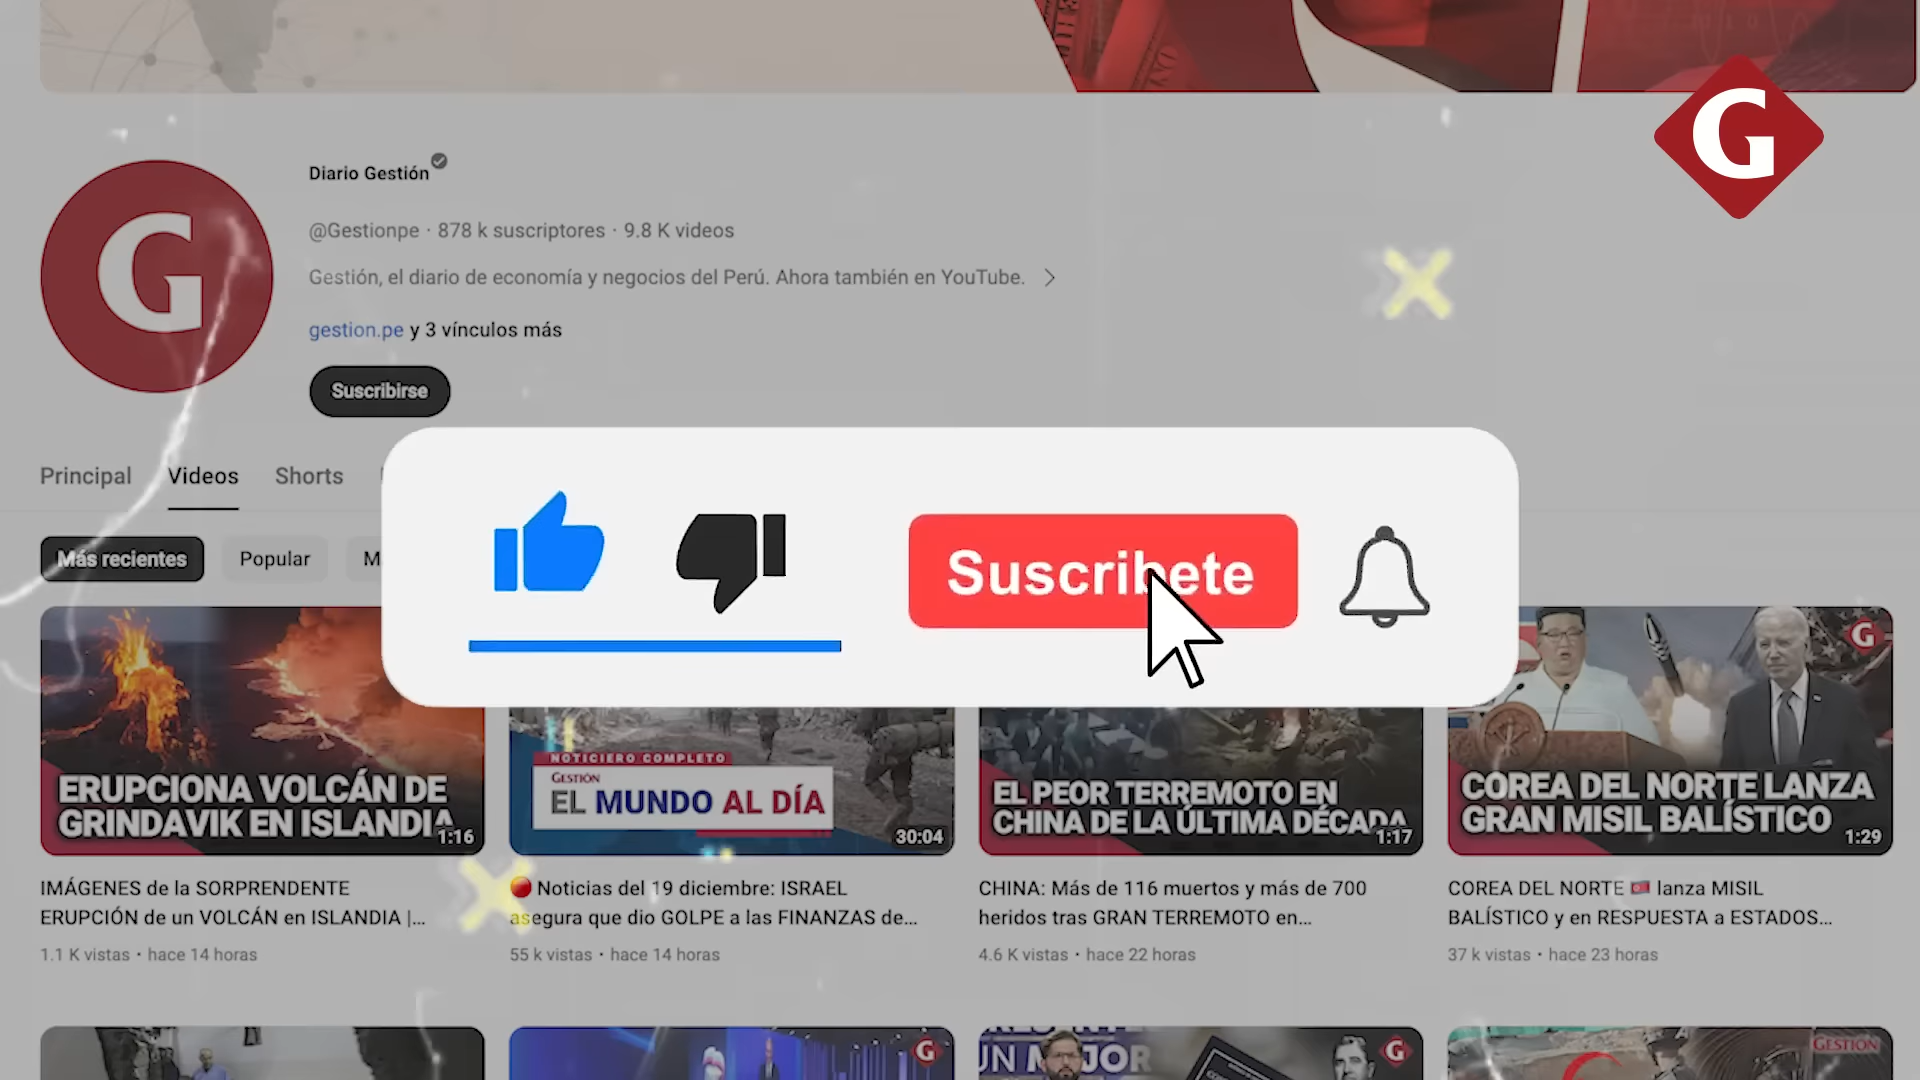 G
Diario Gestión
G
@Gestionpe · 878 k suscriptores · 9.8 K videos
Gestión, el diario de economía y negocios del Perú. Ahora también en YouTube.
gestion.pe y 3 vínculos más
Suscribirse
Principal
Videos
Shorts
Más recientes
Popular
M
Suscribete
ERUPCIONA VOLCÁN DE
GRINDAVIK EN ISLANDIA
1:16
NOTICIERO COMPLETO
GESTIÓN
EL MUNDO AL DÍA
30:04
EL PEOR TERREMOTO EN
CHINA DE LA ÚLTIMA DÉCADA
1:17
G
COREA DEL NORTE LANZA
GRAN MISIL BALÍSTICO
1:29
IMÁGENES de la SORPRENDENTE
ERUPCIÓN de un VOLCÁN en ISLANDIA |...
1.1 K vistas · hace 14 horas
Noticias del 19 diciembre: ISRAEL
asegura que dio GOLPE a las FINANZAS de...
55 k vistas · hace 14 horas
CHINA: Más de 116 muertos y más de 700
heridos tras GRAN TERREMOTO en...
4.6 K vistas · hace 22 horas
COREA DEL NORTE lanza MISIL
BALÍSTICO y en RESPUESTA a ESTADOS...
37 k vistas · hace 23 horas
G
UN MEJOR
G
GESTIÓN